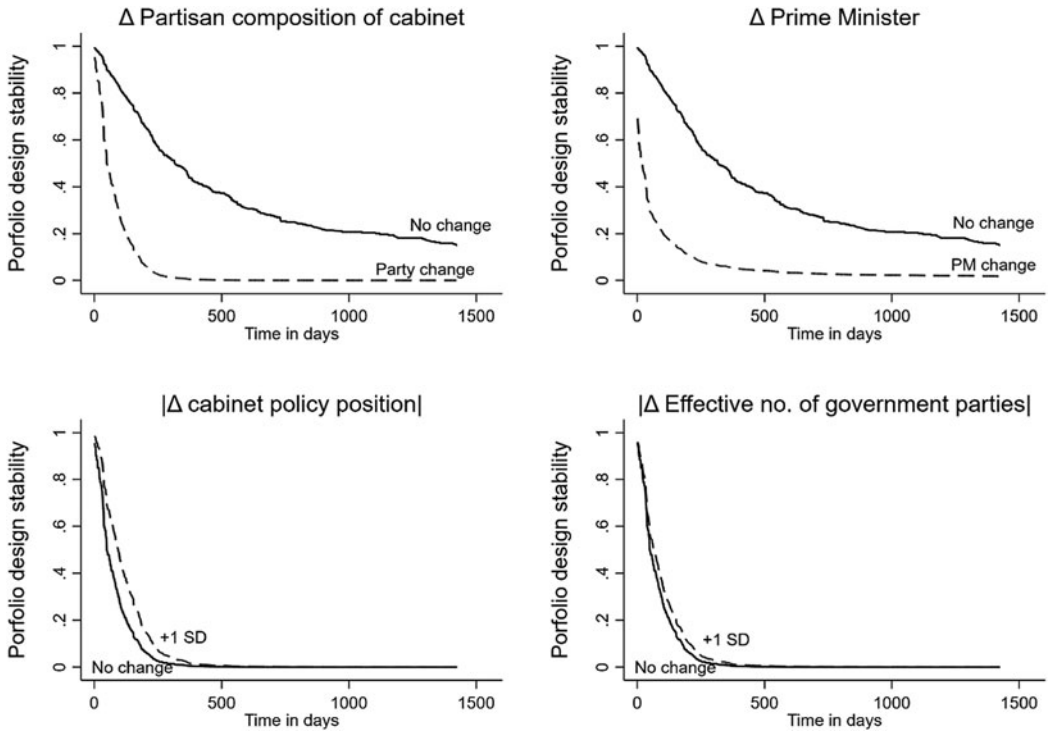 Δ Partisan composition of cabinet
Porfolio design stability
1
.8
.6
.4
.2
0
No change
Party change
0 500 1000 1500
Time in days
Δ Prime Minister
Porfolio design stability
1
.8
.6
.4
.2
0
No change
PM change
0 500 1000 1500
Time in days
|Δ cabinet policy position|
Porfolio design stability
1
.8
.6
.4
.2
0
+1 SD
No change
0 500 1000 1500
Time in days
|Δ Effective no. of government parties|
Porfolio design stability
1
.8
.6
.4
.2
0
+1 SD
No change
0 500 1000 1500
Time in days